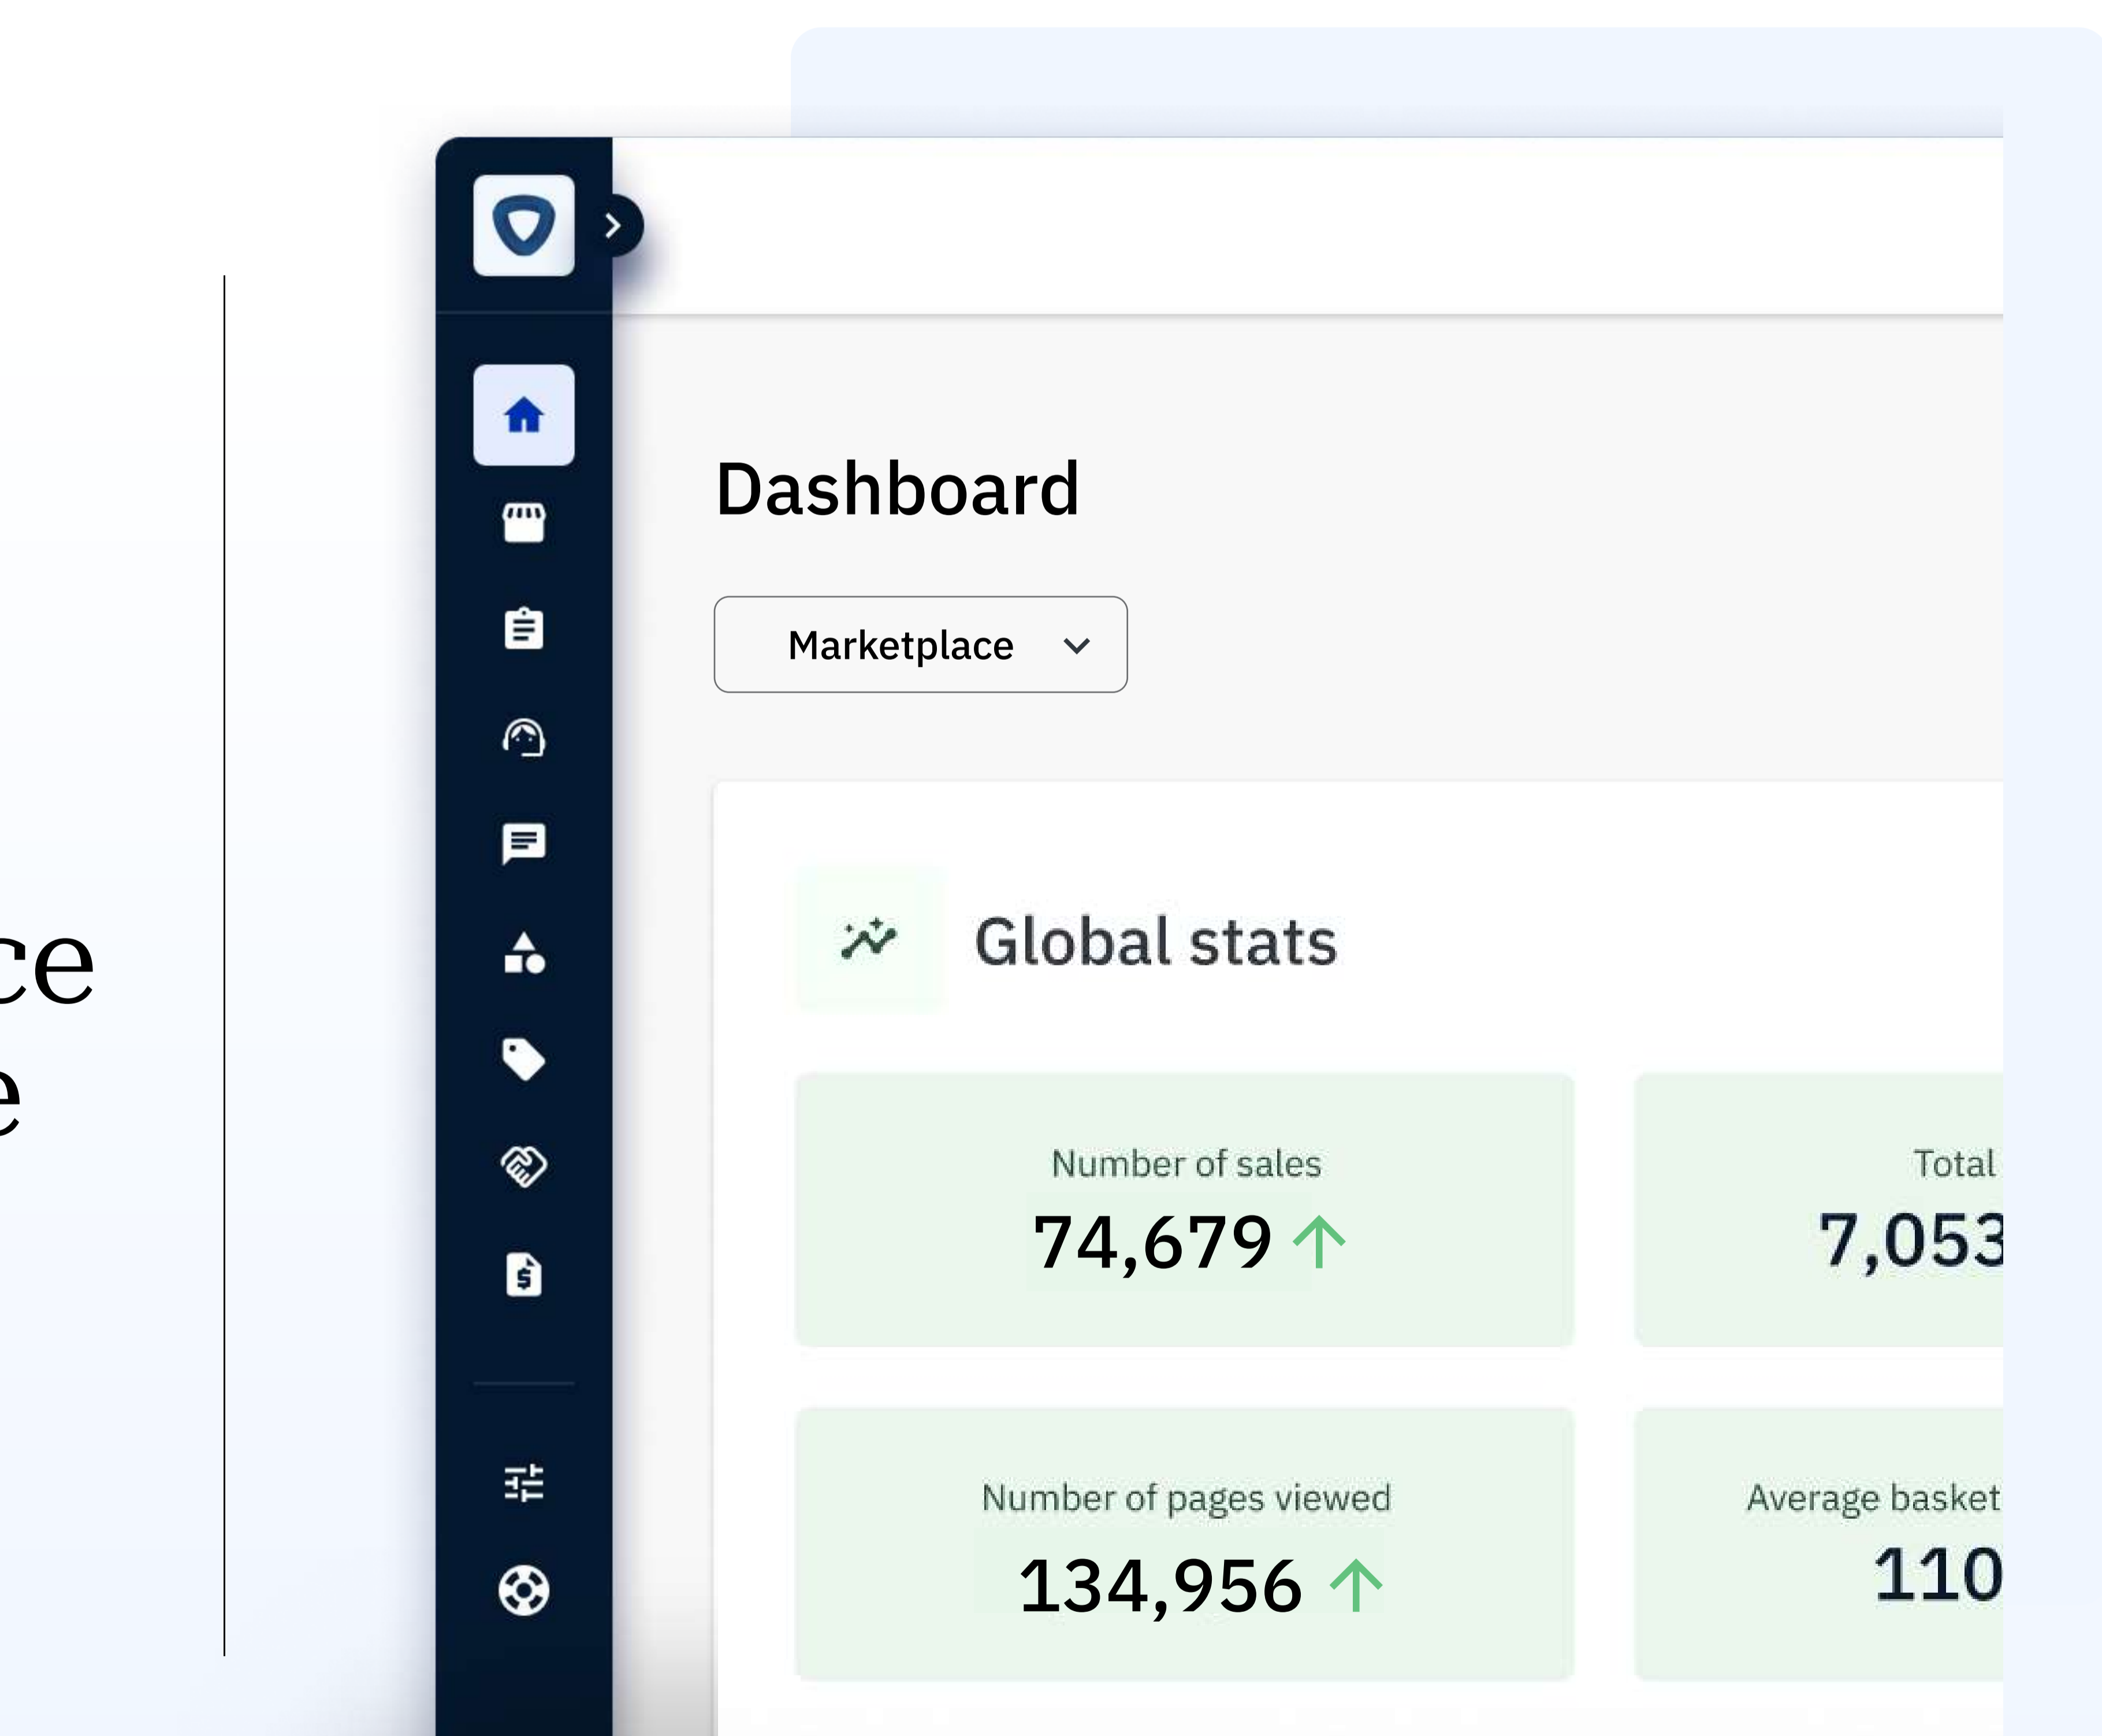 Dashboard
Marketplace
Global stats
Number of sales
74,679
Total
7,053
Number of pages viewed
134,956
Average basket
110